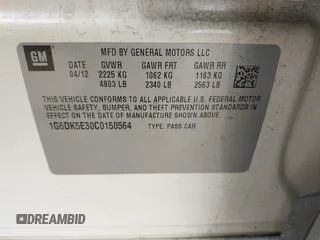 GM
MFD BY GENERAL MOTORS LLC
04/12 GVWR GAWR FRT GAWR RR
2225 KG 1062 KG 1163 KG
4903 LB 2340 LB 2563 LB
THIS VEHICLE CONFORMS TO ALL APPLICABLE U.S. FEDERAL MOTOR
VEHICLE SAFETY, BUMPER, AND THEFT PREVENTION STANDARDS
IN EFFECT ON THE DATE OF MANUFACTURE SHOWN ABOVE.
1G6DK5E30C0150564 TYPE: PASS CAR
DREAMBID